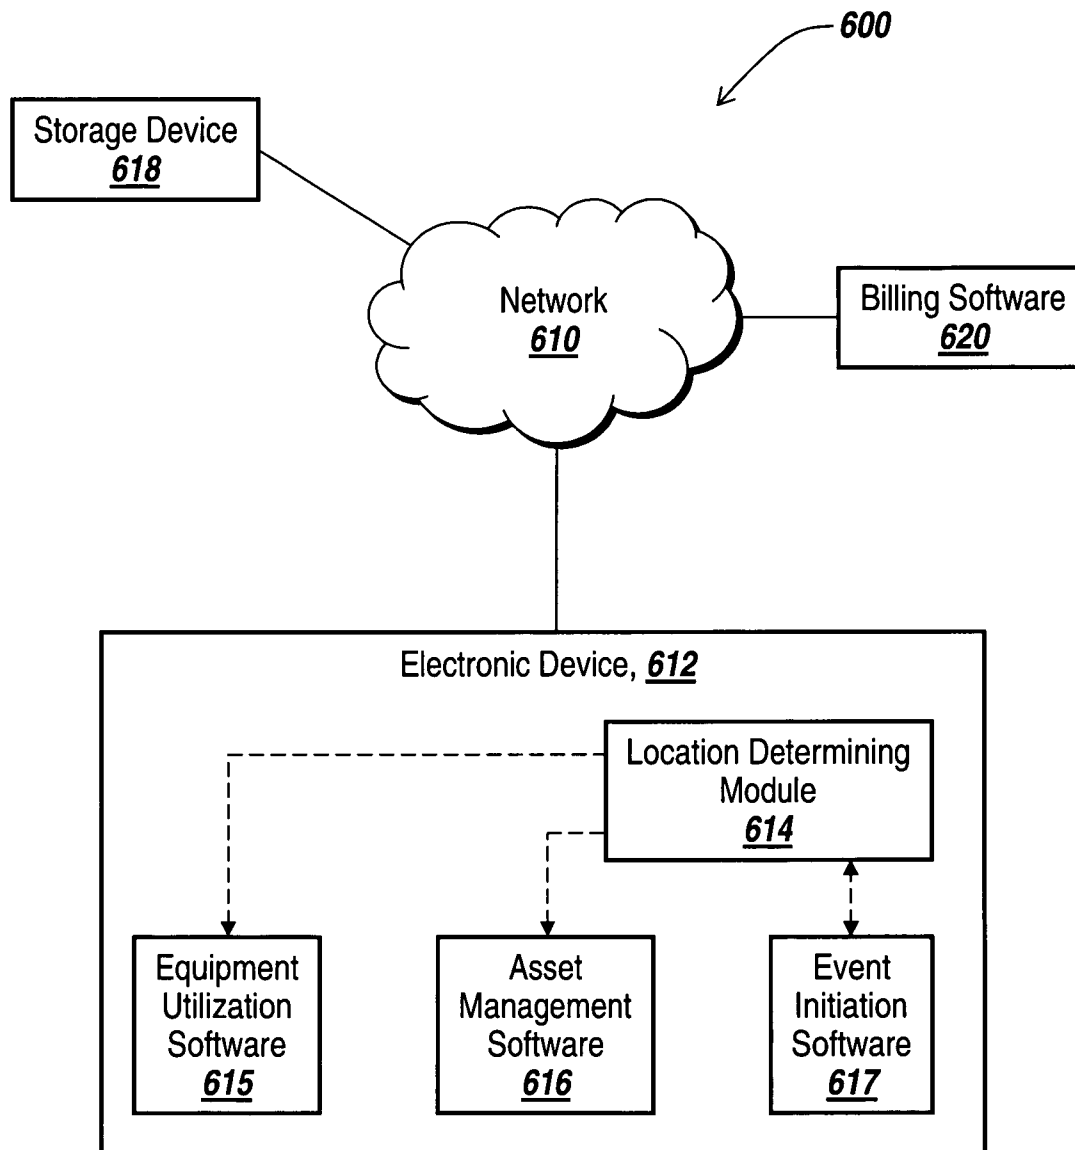 600
Storage Device
618
Network
610
Billing Software
620
Electronic Device, 612
Location Determining
Module
614
Equipment
Utilization
Software
615
Asset
Management
Software
616
Event
Initiation
Software
617